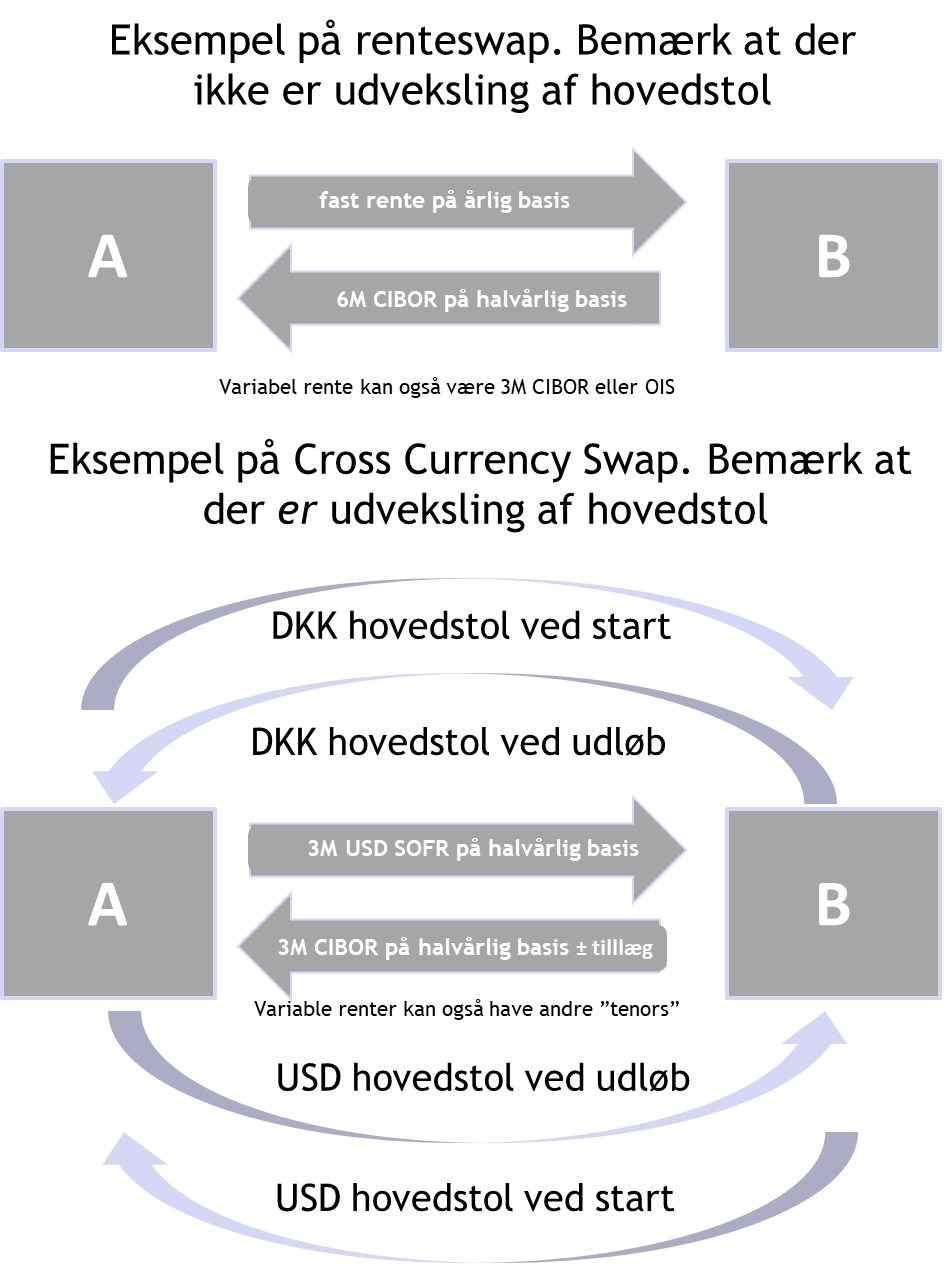 Eksempel på renteswap. Bemærk at der
ikke er udveksling af hovedstol
fast rente på årlig basis
A
B
6M CIBOR på halvårlig basis
Variabel rente kan også være 3M CIBOR eller OIS
Eksempel på Cross Currency Swap. Bemærk at
der er udveksling af hovedstol
DKK hovedstol ved start
DKK hovedstol ved udløb
3M USD SOFR på halvårlig basis
A
B
3M CIBOR på halvårlig basis ± tilllæg
Variable renter kan også have andre ”tenors”
USD hovedstol ved udløb
USD hovedstol ved start